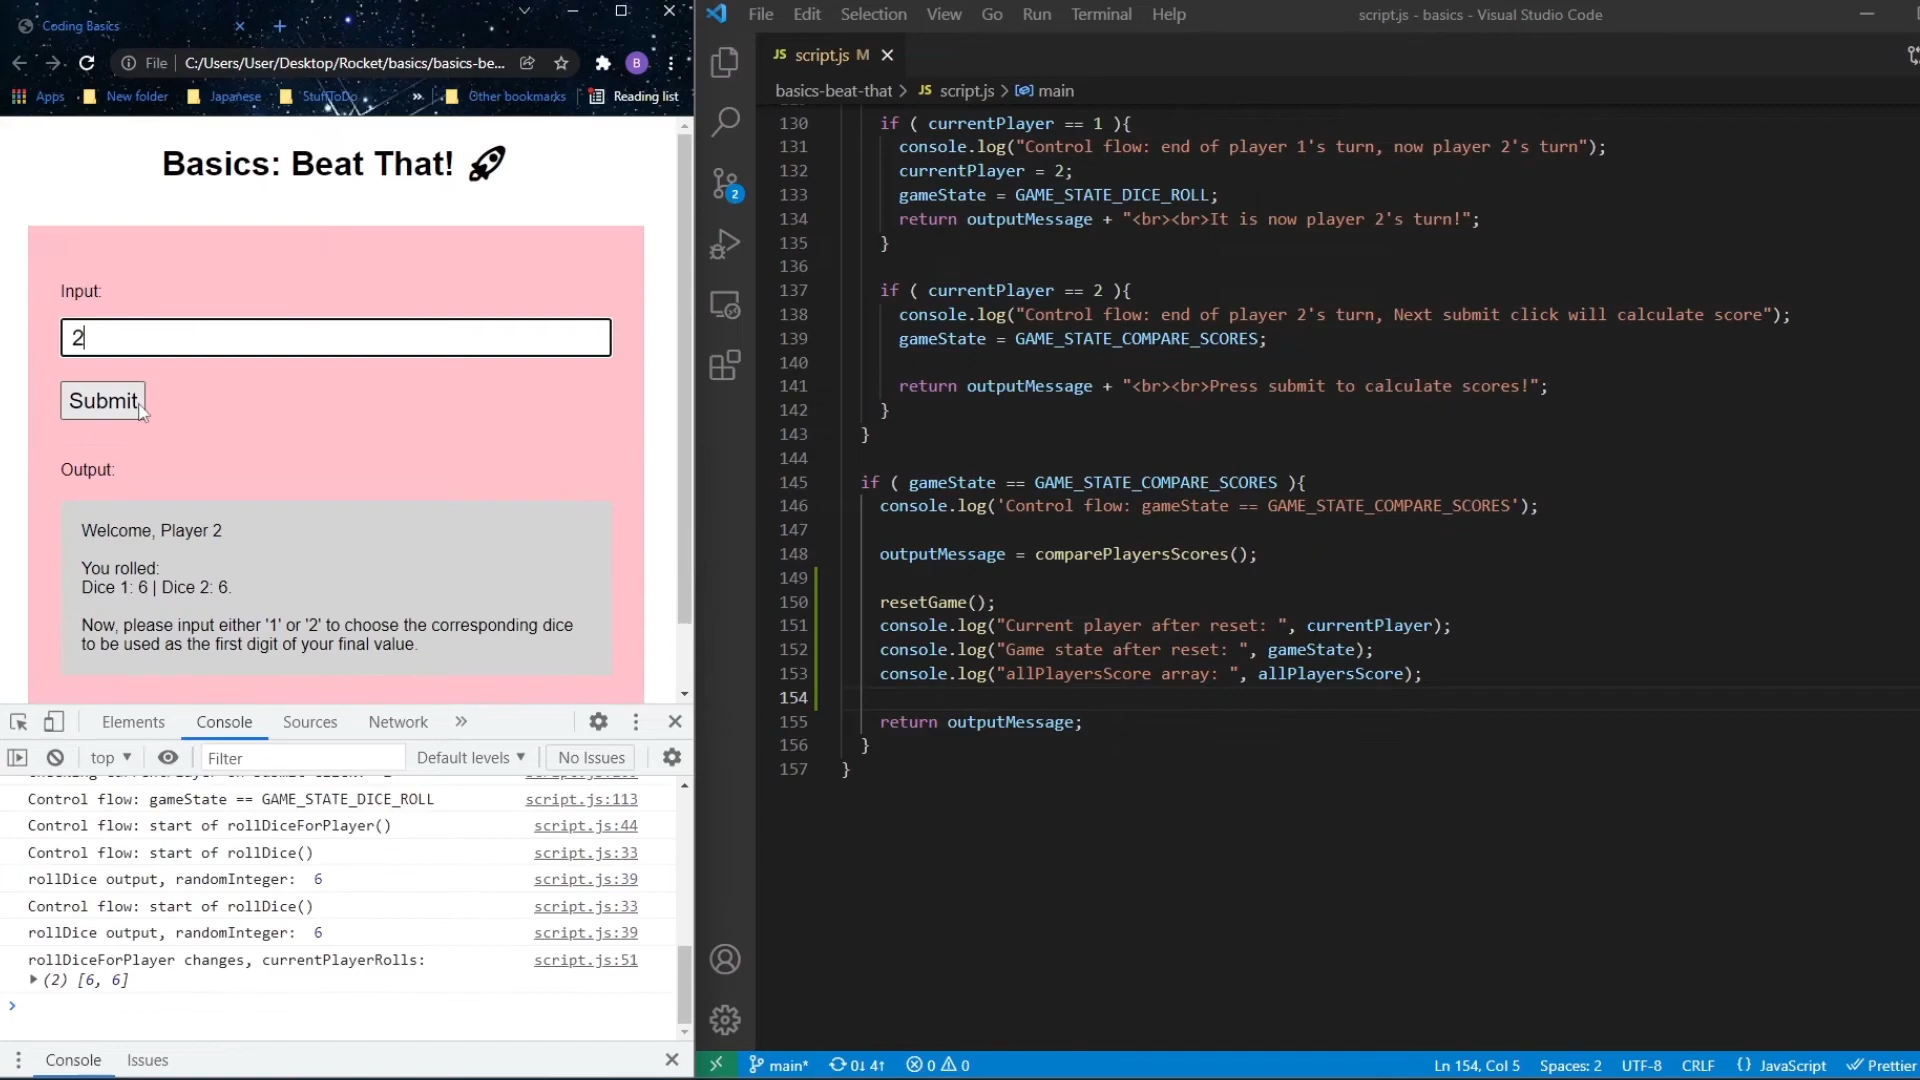 Coding Basics
File C:/Users/User/Desktop/Rocket/basics/basics-be...
B
Apps New folder Japanese StuffToDo » Other bookmarks Reading list
Basics: Beat That! 🚀
Input:
2
Submit
Output:
Welcome, Player 2
You rolled:
Dice 1: 6 | Dice 2: 6.
Now, please input either '1' or '2' to choose the corresponding dice
to be used as the first digit of your final value.
Elements Console Sources Network »
top ▼ Filter Default levels ▼ No Issues
Control flow: gameState == GAME_STATE_DICE_ROLL script.js:113
Control flow: start of rollDiceForPlayer() script.js:44
Control flow: start of rollDice() script.js:33
rollDice output, randomInteger: 6 script.js:39
Control flow: start of rollDice() script.js:33
rollDice output, randomInteger: 6 script.js:39
rollDiceForPlayer changes, currentPlayerRolls: script.js:51
(2) [6, 6]
Console Issues
File Edit Selection View Go Run Terminal Help script.js - basics - Visual Studio Code
JS script.js M
basics-beat-that > JS script.js > main
2
130 if ( currentPlayer == 1 ){
131 console.log("Control flow: end of player 1's turn, now player 2's turn");
132 currentPlayer = 2;
133 gameState = GAME_STATE_DICE_ROLL;
134 return outputMessage + "<br><br>It is now player 2's turn!";
135 }
136
137 if ( currentPlayer == 2 ){
138 console.log("Control flow: end of player 2's turn, Next submit click will calculate score");
139 gameState = GAME_STATE_COMPARE_SCORES;
140
141 return outputMessage + "<br><br>Press submit to calculate scores!";
142 }
143 }
144
145 if ( gameState == GAME_STATE_COMPARE_SCORES ){
146 console.log('Control flow: gameState == GAME_STATE_COMPARE_SCORES');
147
148 outputMessage = comparePlayersScores();
149
150 resetGame();
151 console.log("Current player after reset: ", currentPlayer);
152 console.log("Game state after reset: ", gameState);
153 console.log("allPlayersScore array: ", allPlayersScore);
154
155 return outputMessage;
156 }
157 }
main* 0↓ 4↑ 0 0 Ln 154, Col 5 Spaces: 2 UTF-8 CRLF {} JavaScript Prettier